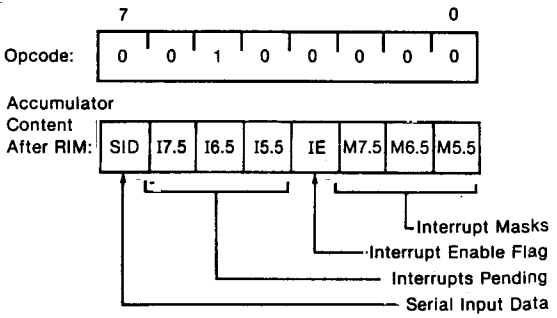 7 0
Opcode: 0 0 1 0 0 0 0 0
Accumulator
Content
After RIM: SID I7.5 I6.5 I5.5 IE M7.5 M6.5 M5.5
Interrupt Masks
Interrupt Enable Flag
Interrupts Pending
Serial Input Data